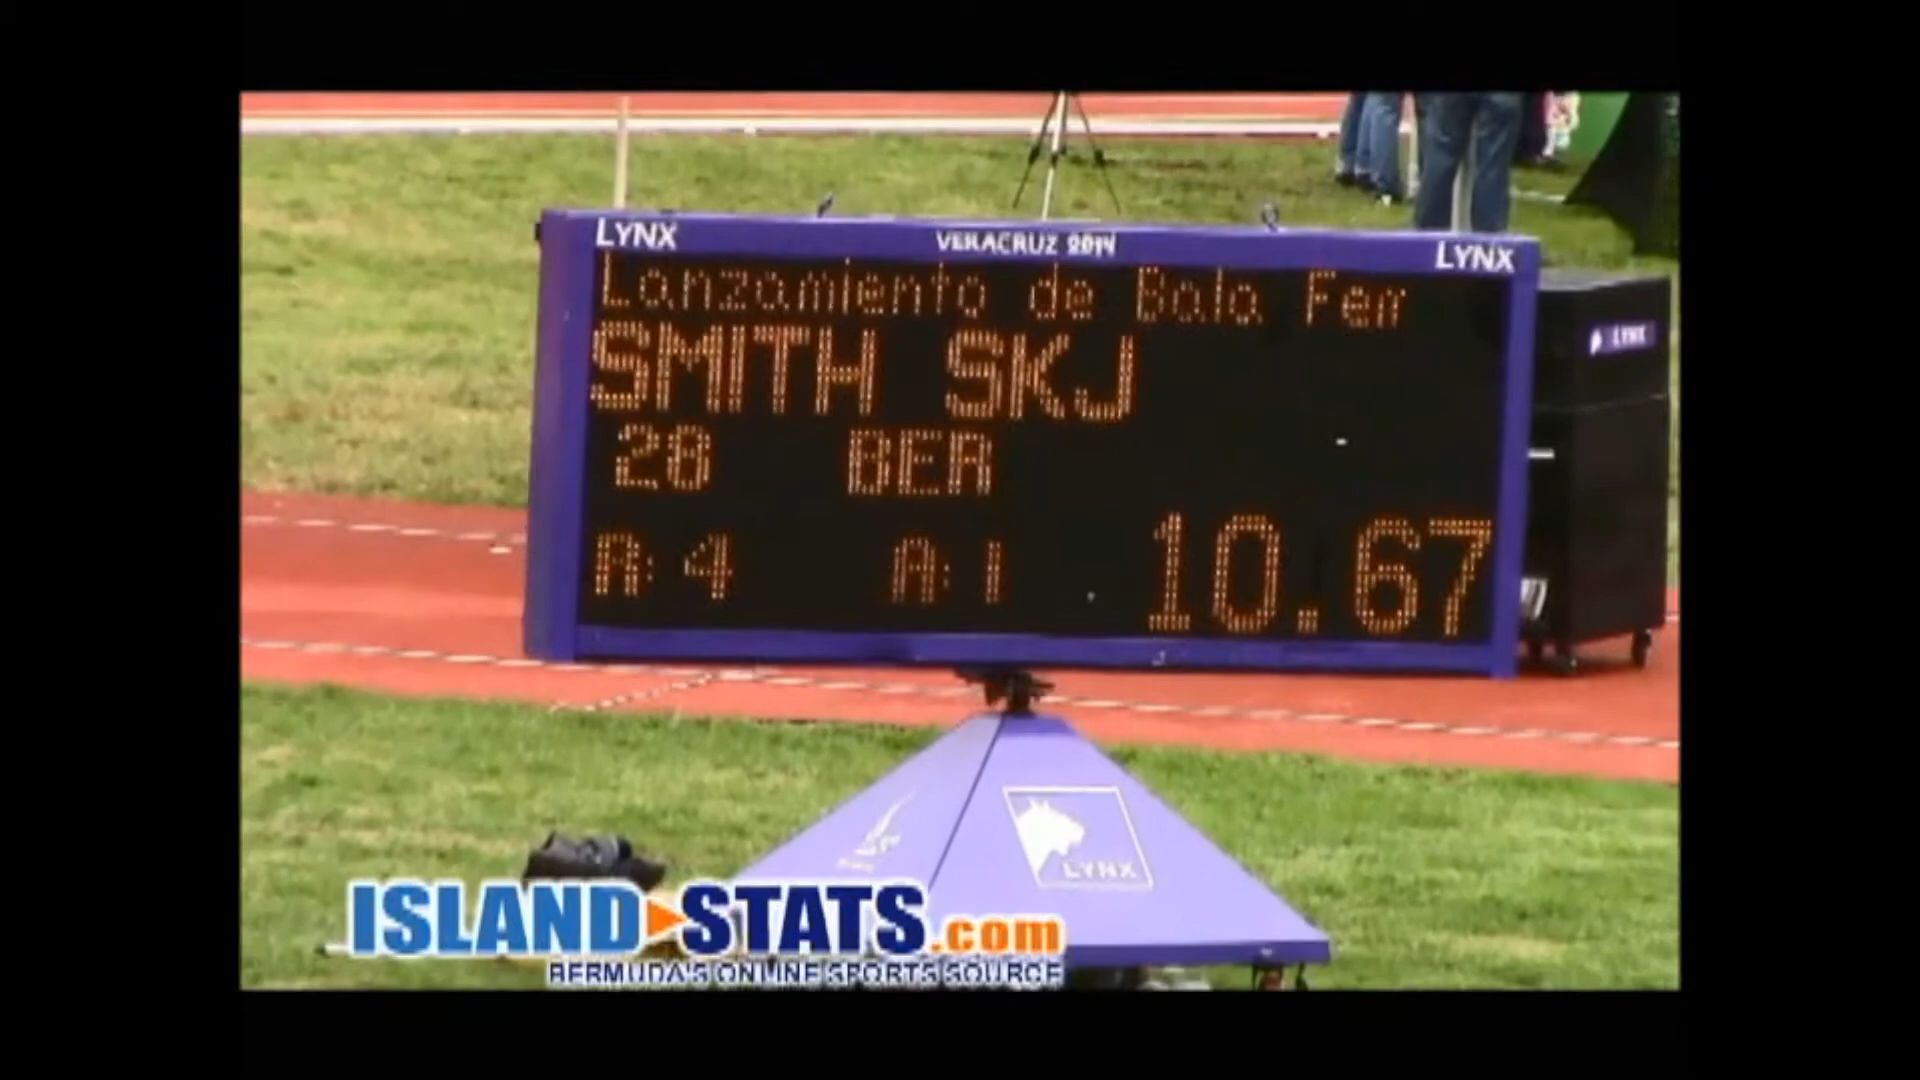 LYNX VERACRUZ 2014 LYNX
Lanzamiento de Bala Fem
SMITH SKJ
28 BER
R: 4 A: 1 10.67
LYNX
LYNX
ISLAND STATS.com
BERMUDA'S ONLINE SPORTS SOURCE